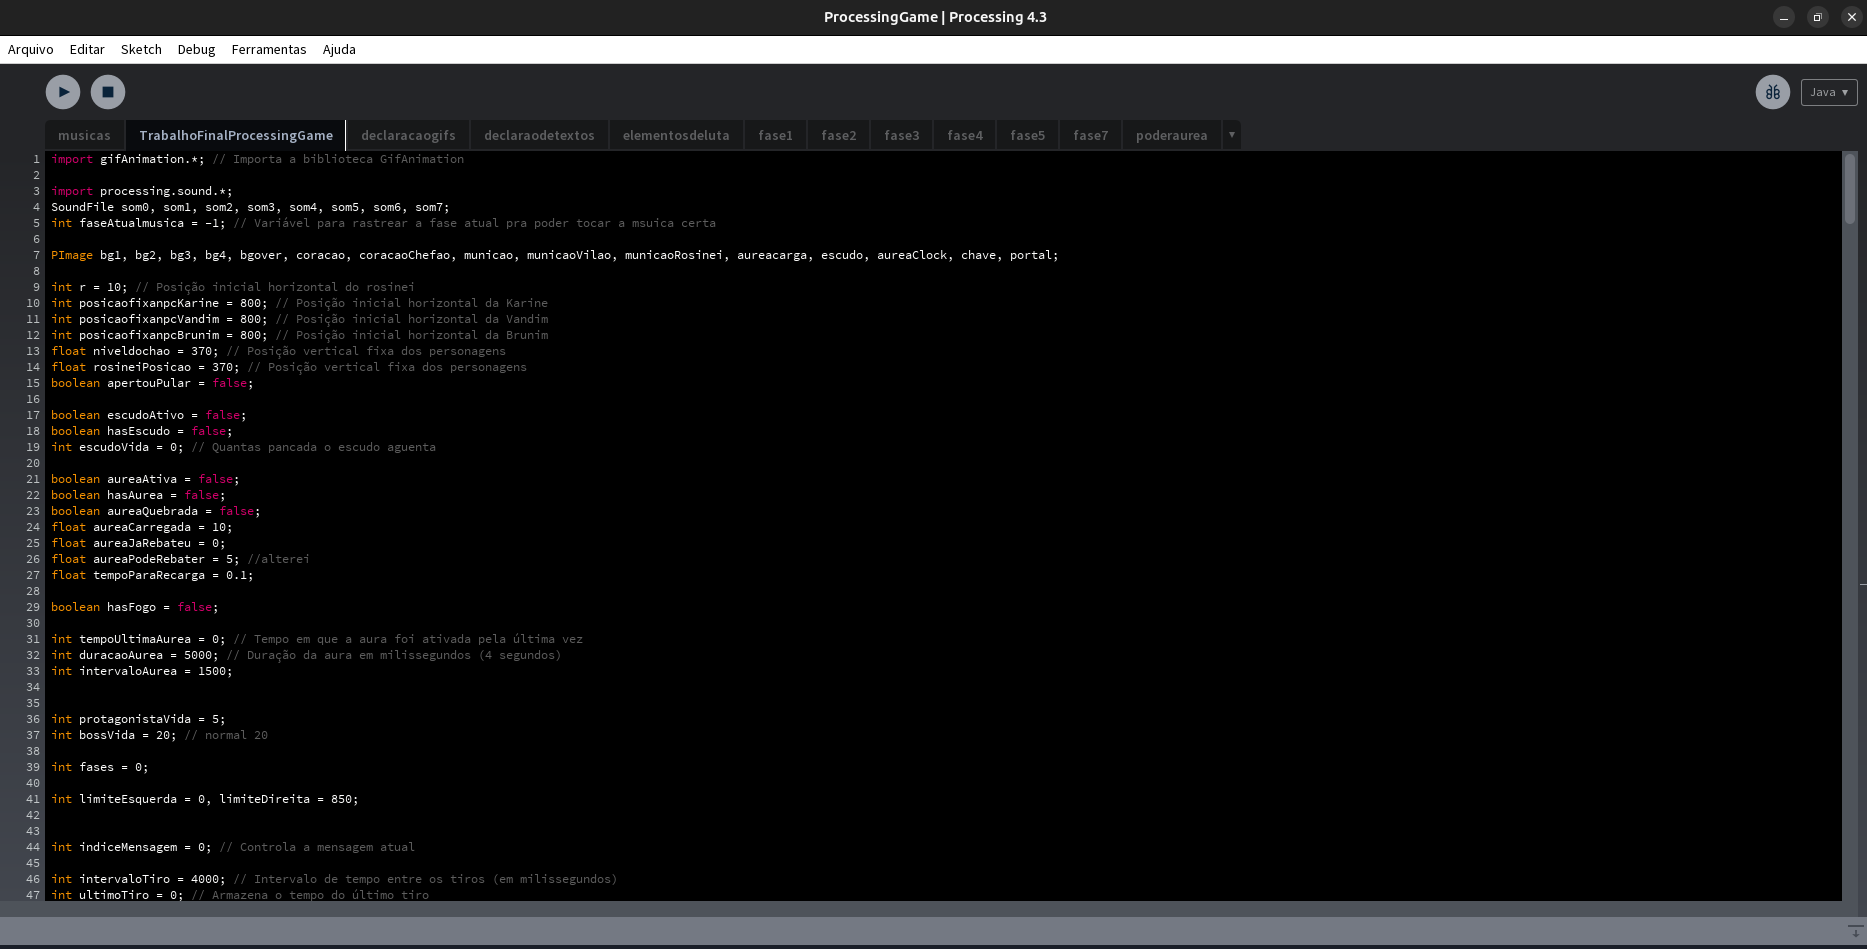 ProcessingGame | Processing 4.3
Arquivo Editar Sketch Debug Ferramentas Ajuda
Java ▾
musicas TrabalhoFinalProcessingGame declaracaogifs declaraodetextos elementosdeluta fase1 fase2 fase3 fase4 fase5 fase7 poderaurea ▾
1 import gifAnimation.*; // Importa a biblioteca GifAnimation
2
3 import processing.sound.*;
4 SoundFile som0, som1, som2, som3, som4, som5, som6, som7;
5 int faseAtualmusica = -1; // Variável para rastrear a fase atual pra poder tocar a msuica certa
6
7 PImage bg1, bg2, bg3, bg4, bgover, coracao, coracaoChefao, municao, municaoVilao, municaoRosinei, aureacarga, escudo, aureaClock, chave, portal;
8
9 int r = 10; // Posição inicial horizontal do rosinei
10 int posicaofixanpcKarine = 800; // Posição inicial horizontal da Karine
11 int posicaofixanpcVandim = 800; // Posição inicial horizontal da Vandim
12 int posicaofixanpcBrunim = 800; // Posição inicial horizontal da Brunim
13 float niveldochao = 370; // Posição vertical fixa dos personagens
14 float rosineiPosicao = 370; // Posição vertical fixa dos personagens
15 boolean apertouPular = false;
16
17 boolean escudoAtivo = false;
18 boolean hasEscudo = false;
19 int escudoVida = 0; // Quantas pancada o escudo aguenta
20
21 boolean aureaAtiva = false;
22 boolean hasAurea = false;
23 boolean aureaQuebrada = false;
24 float aureaCarregada = 10;
25 float aureaJaRebateu = 0;
26 float aureaPodeRebater = 5; //alterei
27 float tempoParaRecarga = 0.1;
28
29 boolean hasFogo = false;
30
31 int tempoUltimaAurea = 0; // Tempo em que a aura foi ativada pela última vez
32 int duracaoAurea = 5000; // Duração da aura em milissegundos (4 segundos)
33 int intervaloAurea = 1500;
34
35
36 int protagonistaVida = 5;
37 int bossVida = 20; // normal 20
38
39 int fases = 0;
40
41 int limiteEsquerda = 0, limiteDireita = 850;
42
43
44 int indiceMensagem = 0; // Controla a mensagem atual
45
46 int intervaloTiro = 4000; // Intervalo de tempo entre os tiros (em milissegundos)
47 int ultimoTiro = 0; // Armazena o tempo do último tiro